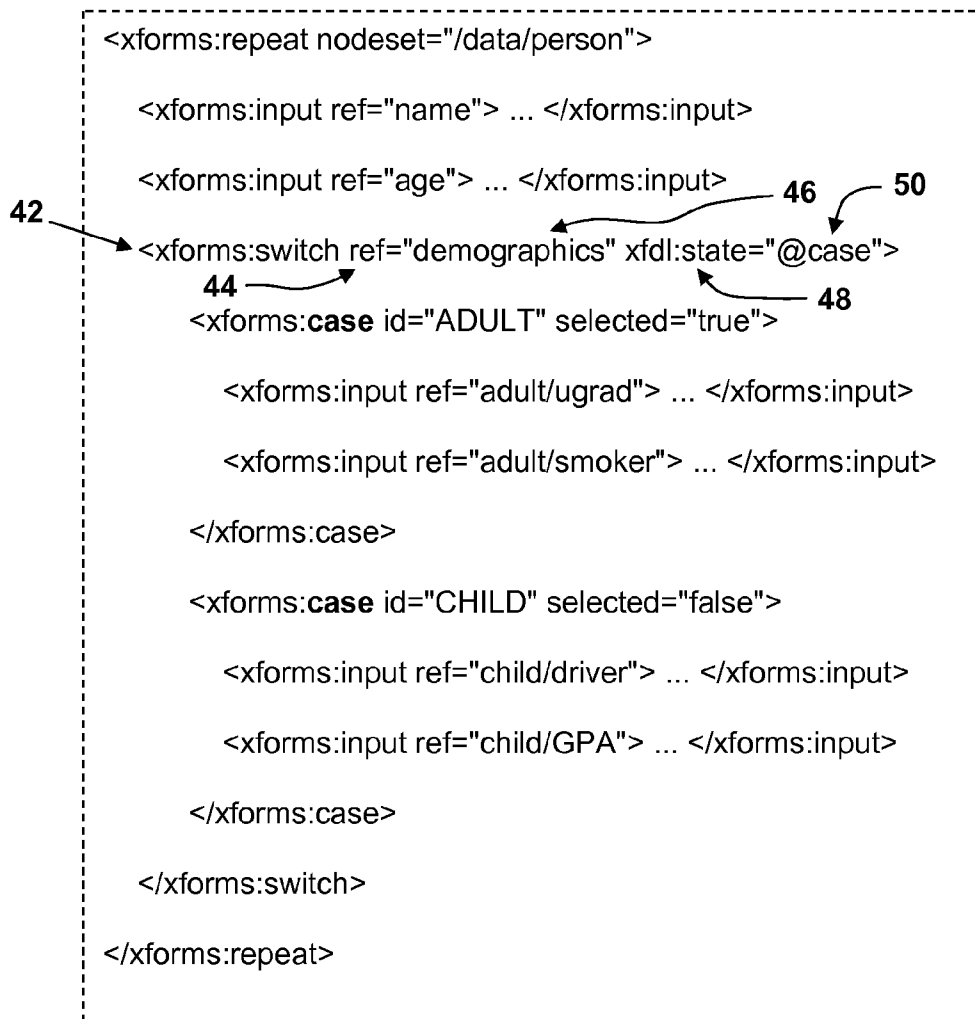 <xforms:repeat nodeset="/data/person">
<xforms:input ref="name"> ... </xforms:input>
<xforms:input ref="age"> ... </xforms:input>
46
50
42
<xforms:switch ref="demographics" xfdl:state="@case">
44
48
<xforms:case id="ADULT" selected="true">
<xforms:input ref="adult/ugrad"> ... </xforms:input>
<xforms:input ref="adult/smoker"> ... </xforms:input>
</xforms:case>
<xforms:case id="CHILD" selected="false">
<xforms:input ref="child/driver"> ... </xforms:input>
<xforms:input ref="child/GPA"> ... </xforms:input>
</xforms:case>
</xforms:switch>
</xforms:repeat>